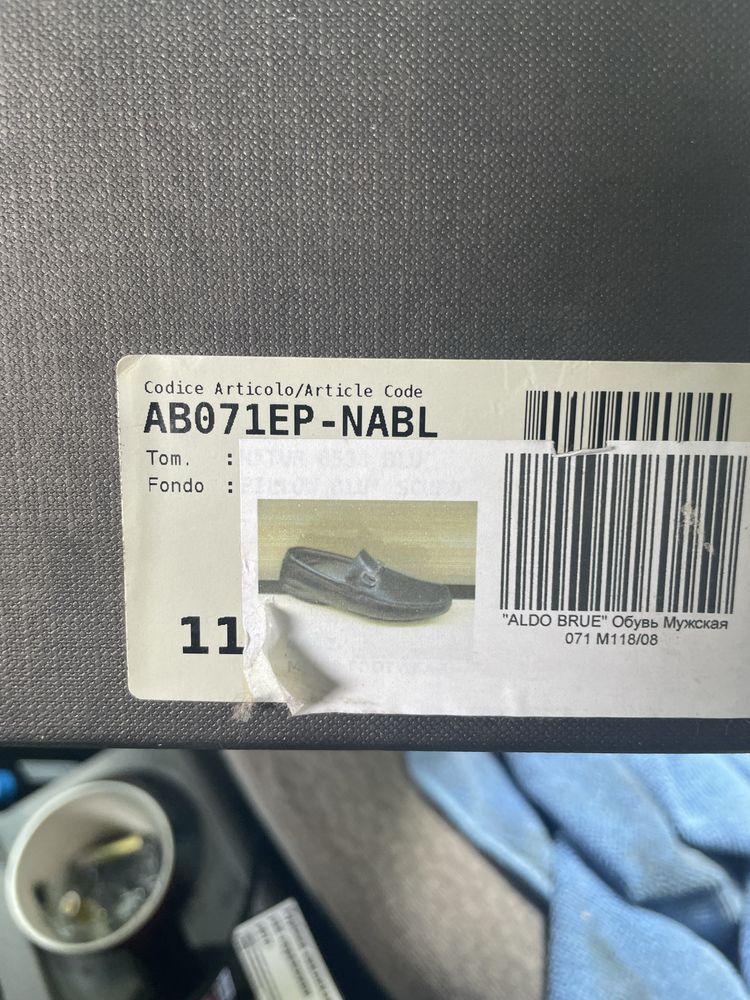 Codice Articolo/Article Code
AB071EP-NABL
Tom. :
Fondo :
11
"ALDO BRUE" Обувь Мужская
071 M118/08